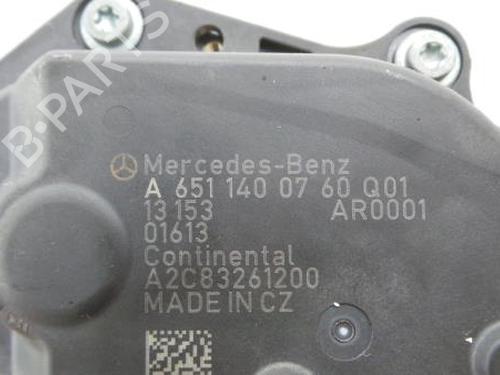 Mercedes-Benz
A 651 140 07 60 Q01
13 153 AR0001
01613
Continental
A2C83261200
MADE IN CZ
B-Parts